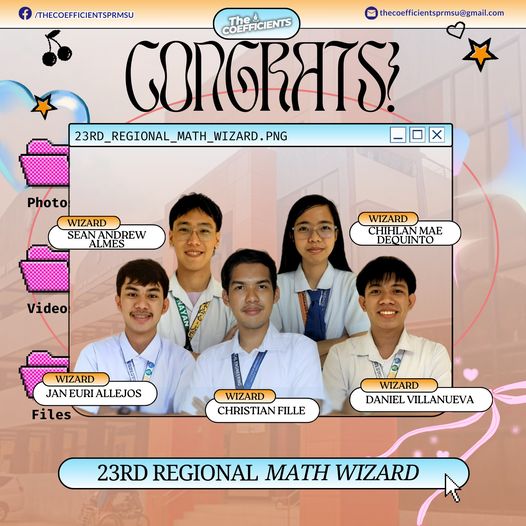 /THECOEFFICIENTSPRMSU
The
COEFFICIENTS
thecoefficientsprmsu@gmail.com
CONGRATS!
23RD_REGIONAL_MATH_WIZARD.PNG
Photo
WIZARD
SEAN ANDREW
ALMES
WIZARD
CHIHLAN MAE
DEQUINTO
Video
WIZARD
JAN EURI ALLEJOS
WIZARD
CHRISTIAN FILLE
WIZARD
DANIEL VILLANUEVA
Files
23RD REGIONAL MATH WIZARD